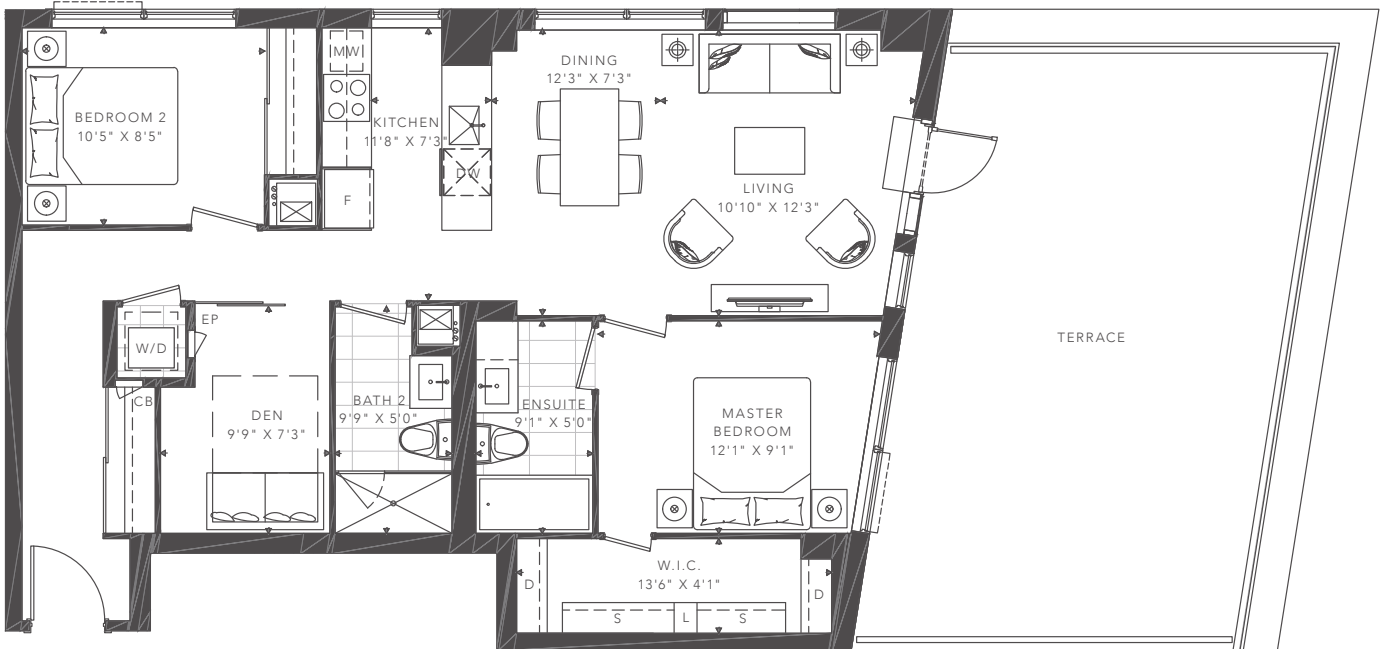 MW
DINING
12'3" X 7'3"
BEDROOM 2
10'5" X 8'5"
KITCHEN
11'8" X 7'3"
DW
F
LIVING
10'10" X 12'3"
EP
W/D
TERRACE
CB
DEN
9'9" X 7'3"
BATH 2
9'9" X 5'0"
ENSUITE
9'1" X 5'0"
MASTER
BEDROOM
12'1" X 9'1"
W.I.C.
13'6" X 4'1"
D
D
S
L
S